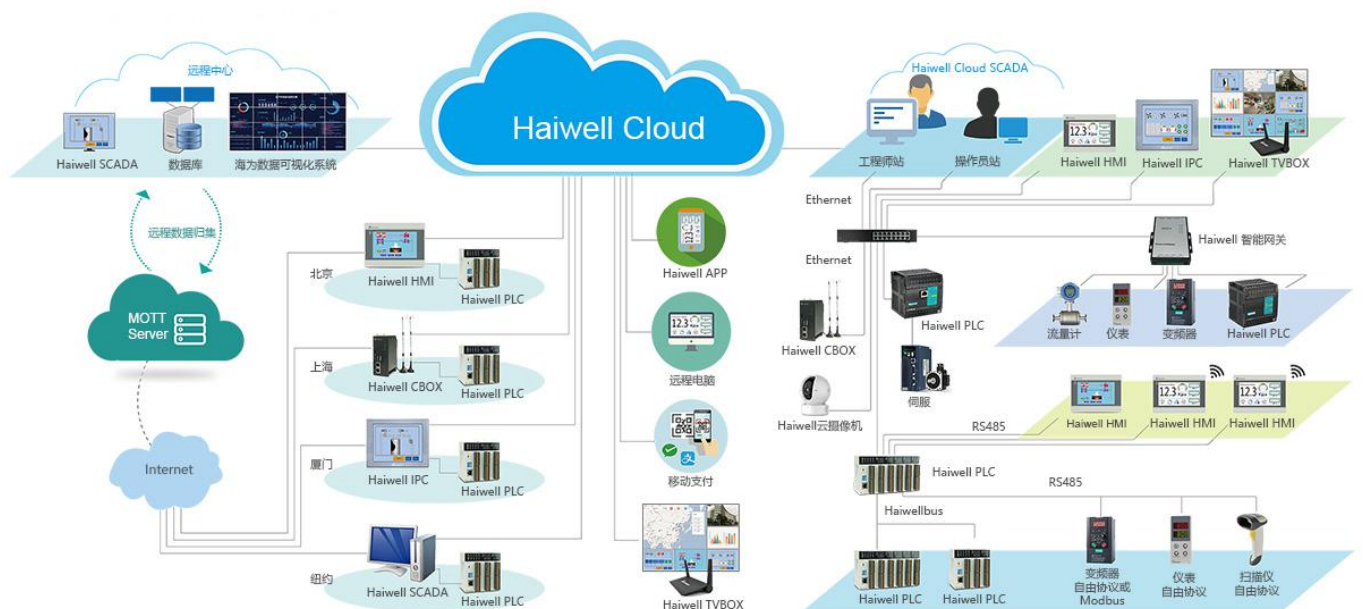 远程中心
Haiwell SCADA
数据库
海为数据可视化系统
远程数据归集
MOTT
Server
Internet
Haiwell Cloud
北京
Haiwell HMI
Haiwell PLC
上海
Haiwell CBOX
Haiwell PLC
厦门
Haiwell IPC
Haiwell PLC
纽约
Haiwell SCADA
Haiwell PLC
Haiwell APP
远程电脑
移动支付
Haiwell TVBOX
Haiwell Cloud SCADA
工程师站
操作员站
Haiwell HMI
Haiwell IPC
Haiwell TVBOX
Ethernet
Ethernet
Haiwell 智能网关
Haiwell CBOX
Haiwell PLC
流量计
仪表
变频器
Haiwell PLC
Haiwell云摄像机
伺服
RS485
Haiwell HMI
Haiwell HMI
Haiwell HMI
Haiwell PLC
RS485
Haiwellbus
Haiwell PLC
Haiwell PLC
变频器
自由协议或
Modbus
仪表
自由协议
扫描仪
自由协议